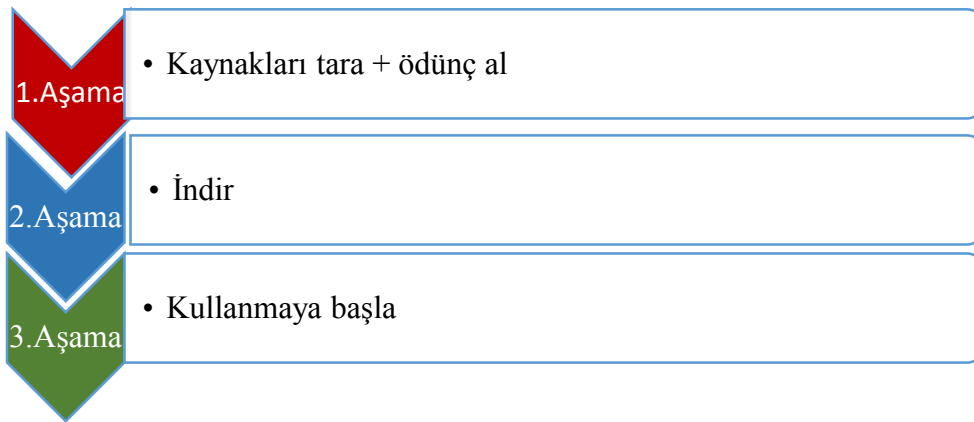 1.Aşama
• Kaynakları tara + ödünç al
2.Aşama
• İndir
3.Aşama
• Kullanmaya başla